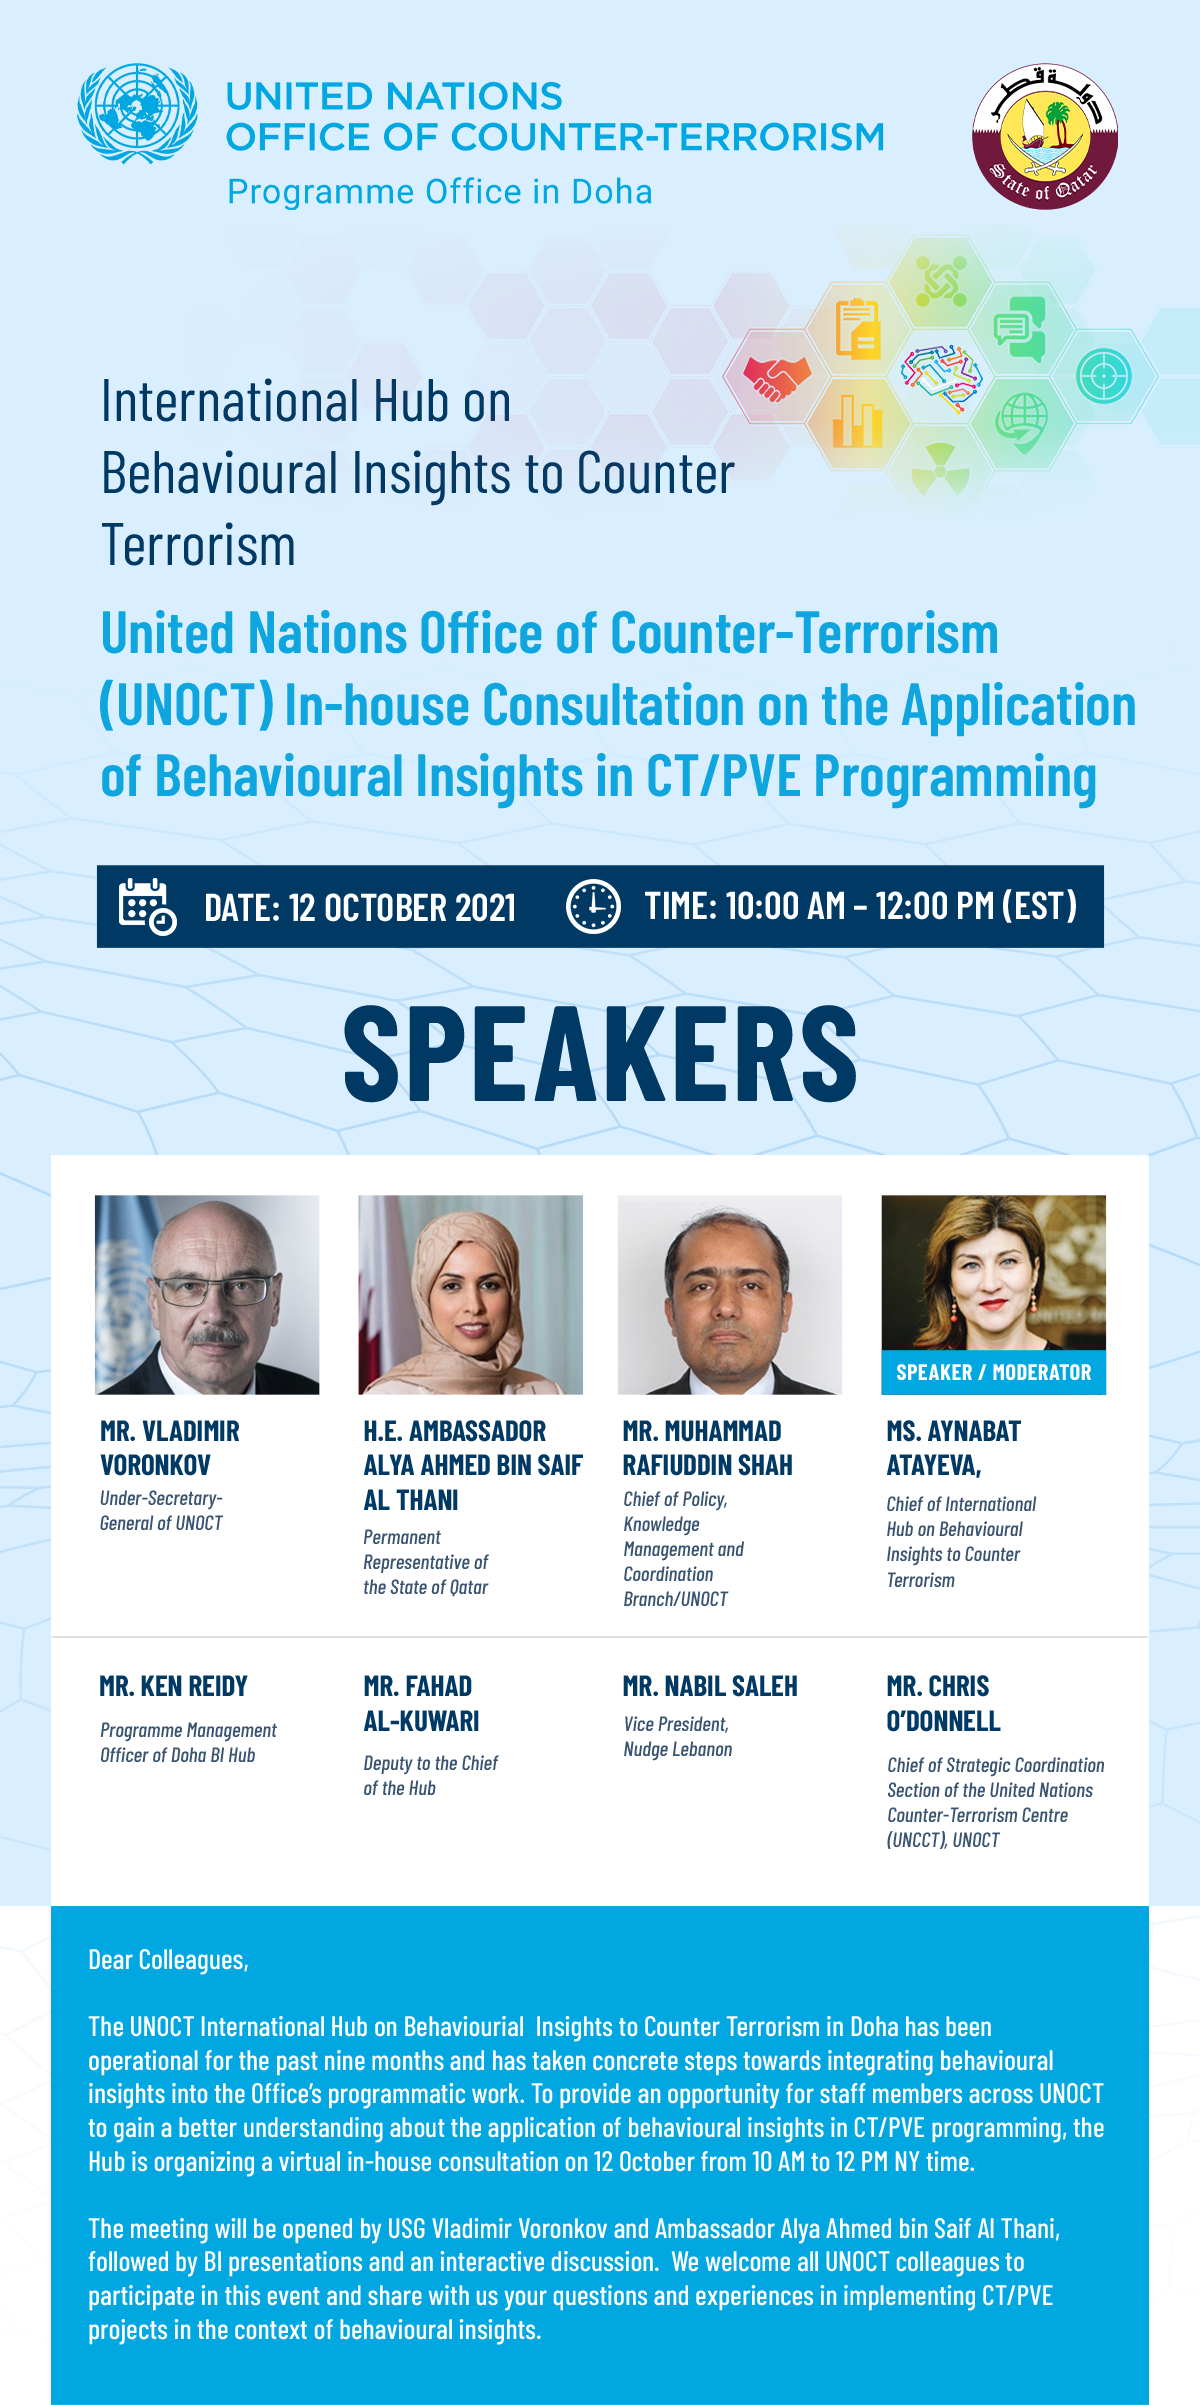 UNITED NATIONS
OFFICE OF COUNTER-TERRORISM
Programme Office in Doha
دولة قطر
State of Qatar
International Hub on
Behavioural Insights to Counter
Terrorism
United Nations Office of Counter-Terrorism
(UNOCT) In-house Consultation on the Application
of Behavioural Insights in CT/PVE Programming
DATE: 12 OCTOBER 2021
TIME: 10:00 AM – 12:00 PM (EST)
SPEAKERS
SPEAKER / MODERATOR
MR. VLADIMIR
VORONKOV
Under-Secretary-
General of UNOCT
H.E. AMBASSADOR
ALYA AHMED BIN SAIF
AL THANI
Permanent
Representative of
the State of Qatar
MR. MUHAMMAD
RAFIUDDIN SHAH
Chief of Policy,
Knowledge
Management and
Coordination
Branch/UNOCT
MS. AYNABAT
ATAYEVA,
Chief of International
Hub on Behavioural
Insights to Counter
Terrorism
MR. KEN REIDY
Programme Management
Officer of Doha BI Hub
MR. FAHAD
AL-KUWARI
Deputy to the Chief
of the Hub
MR. NABIL SALEH
Vice President,
Nudge Lebanon
MR. CHRIS
O'DONNELL
Chief of Strategic Coordination
Section of the United Nations
Counter-Terrorism Centre
(UNCCT), UNOCT
Dear Colleagues,
The UNOCT International Hub on Behaviourial  Insights to Counter Terrorism in Doha has been
operational for the past nine months and has taken concrete steps towards integrating behavioural
insights into the Office's programmatic work. To provide an opportunity for staff members across UNOCT
to gain a better understanding about the application of behavioural insights in CT/PVE programming, the
Hub is organizing a virtual in-house consultation on 12 October from 10 AM to 12 PM NY time.
The meeting will be opened by USG Vladimir Voronkov and Ambassador Alya Ahmed bin Saif Al Thani,
followed by BI presentations and an interactive discussion.  We welcome all UNOCT colleagues to
participate in this event and share with us your questions and experiences in implementing CT/PVE
projects in the context of behavioural insights.